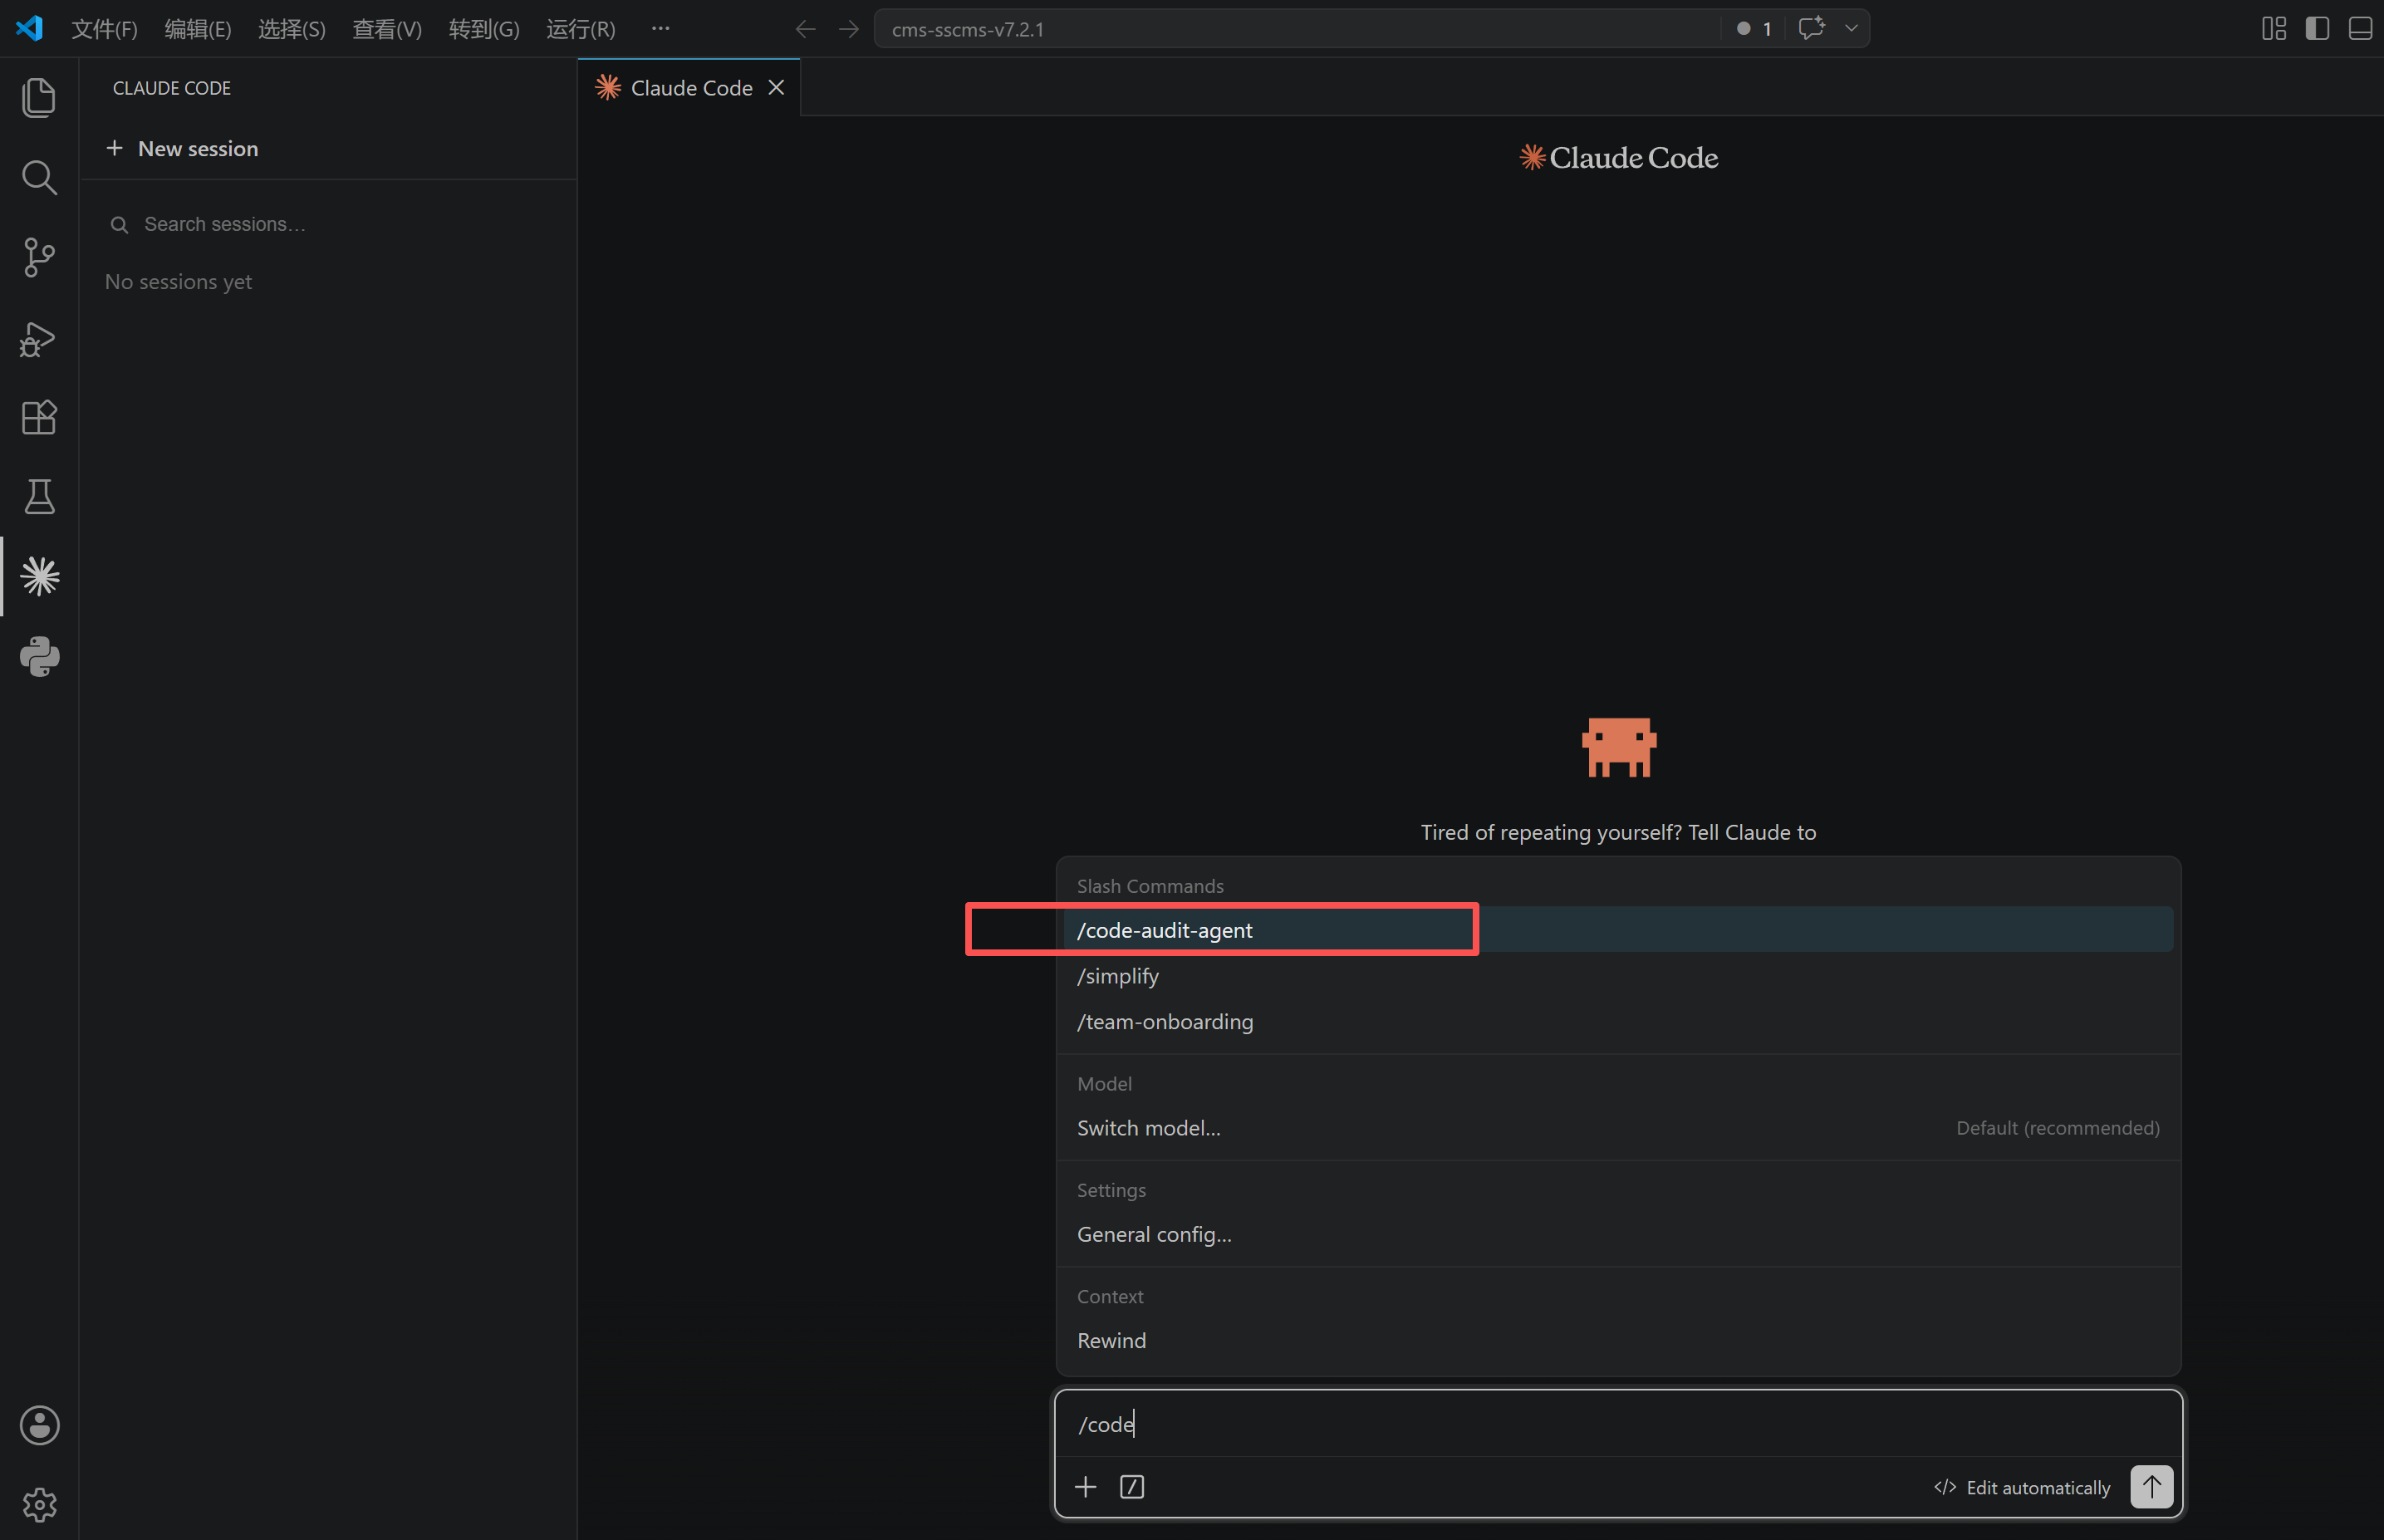 文件(F) 编辑(E) 选择(S) 查看(V) 转到(G) 运行(R) ···
cms-sscms-v7.2.1
1
CLAUDE CODE
Claude Code
New session
Search sessions…
No sessions yet
Claude Code
Tired of repeating yourself? Tell Claude to
Slash Commands
/code-audit-agent
/simplify
/team-onboarding
Model
Switch model... Default (recommended)
Settings
General config...
Context
Rewind
/code
</> Edit automatically